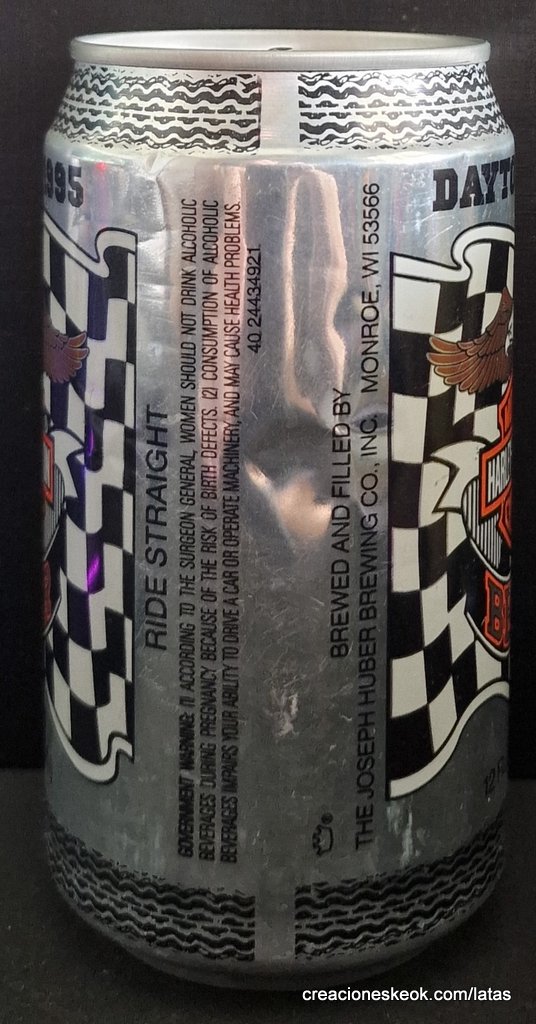 995
DAYT
RIDE STRAIGHT
GOVERNMENT WARNING: (1) ACCORDING TO THE SURGEON GENERAL, WOMEN SHOULD NOT DRINK ALCOHOLIC
BEVERAGES DURING PREGNANCY BECAUSE OF THE RISK OF BIRTH DEFECTS. (2) CONSUMPTION OF ALCOHOLIC
BEVERAGES IMPAIRS YOUR ABILITY TO DRIVE A CAR OR OPERATE MACHINERY, AND MAY CAUSE HEALTH PROBLEMS.
40 24434921
BREWED AND FILLED BY
THE JOSEPH HUBER BREWING CO., INC. MONROE, WI 53566
®
12 F
creacioneskeok.com/latas